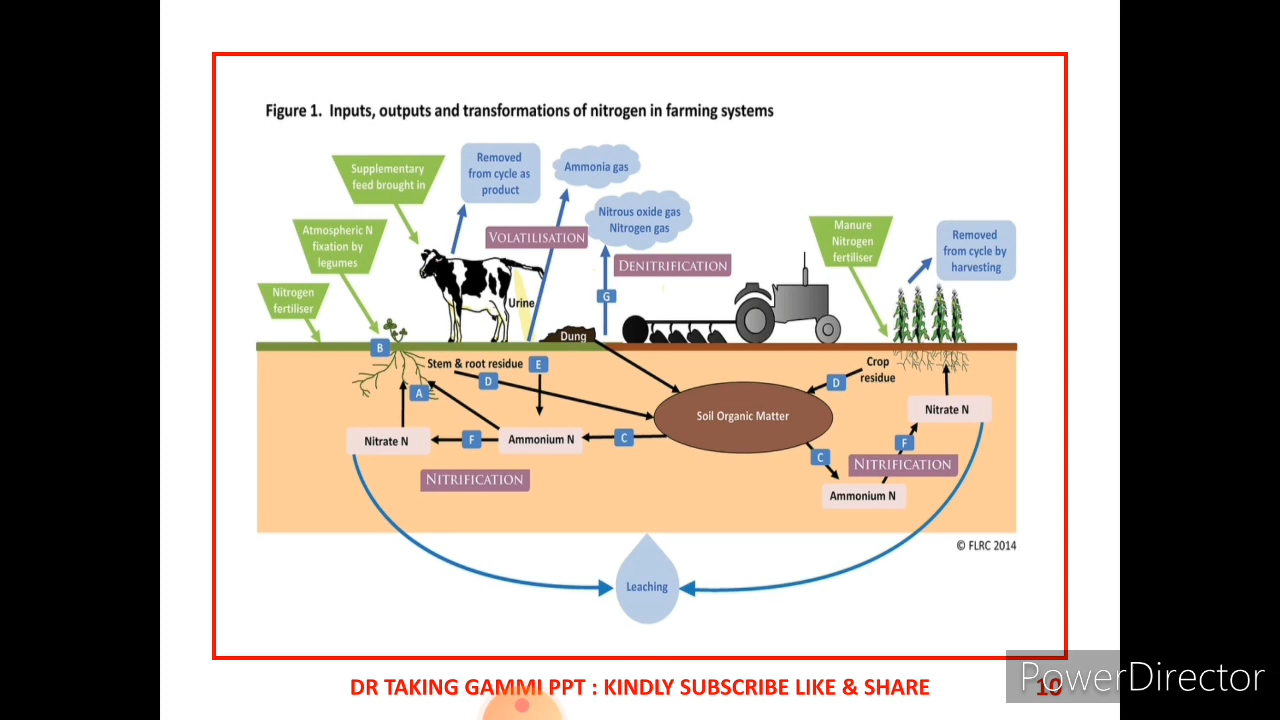 Figure 1. Inputs, outputs and transformations of nitrogen in farming systems
Supplementary
feed brought in
Removed
from cycle as
product
Ammonia gas
Nitrous oxide gas
Nitrogen gas
Atmospheric N
fixation by
legumes
VOLATILISATION
DENITRIFICATION
Manure
Nitrogen
fertiliser
Removed
from cycle by
harvesting
Nitrogen
fertiliser
Urine
G
Dung
B
Stem & root residue
E
D
A
Crop
residue
D
Soil Organic Matter
Nitrate N
Nitrate N
F
Ammonium N
C
C
F
NITRIFICATION
NITRIFICATION
Ammonium N
© FLRC 2014
Leaching
DR TAKING GAMMI PPT : KINDLY SUBSCRIBE LIKE & SHARE
10
PowerDirector